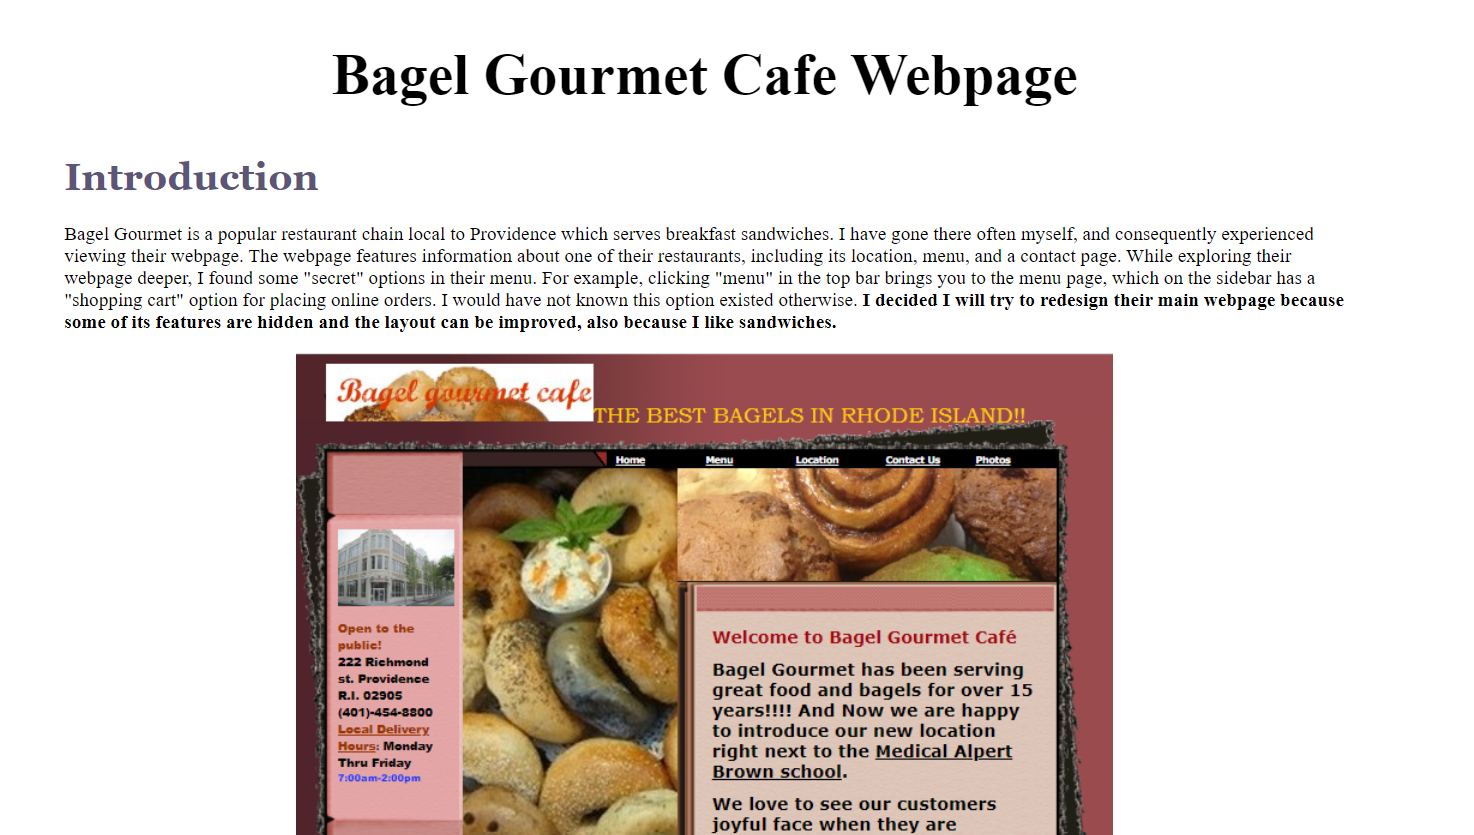 Bagel Gourmet Cafe Webpage
Introduction
Bagel Gourmet is a popular restaurant chain local to Providence which serves breakfast sandwiches. I have gone there often myself, and consequently experienced
viewing their webpage. The webpage features information about one of their restaurants, including its location, menu, and a contact page. While exploring their
webpage deeper, I found some "secret" options in their menu. For example, clicking "menu" in the top bar brings you to the menu page, which on the sidebar has a
"shopping cart" option for placing online orders. I would have not known this option existed otherwise. I decided I will try to redesign their main webpage because
some of its features are hidden and the layout can be improved, also because I like sandwiches.
Bagel gourmet cafe
THE BEST BAGELS IN RHODE ISLAND!!
Home Menu Location Contact Us Photos
Open to the
public!
222 Richmond
st. Providence
R.I. 02905
(401)-454-8800
Local Delivery
Hours: Monday
Thru Friday
7:00am-2:00pm
Welcome to Bagel Gourmet Café
Bagel Gourmet has been serving
great food and bagels for over 15
years!!!! And Now we are happy
to introduce our new location
right next to the Medical Alpert
Brown school.
We love to see our customers
joyful face when they are